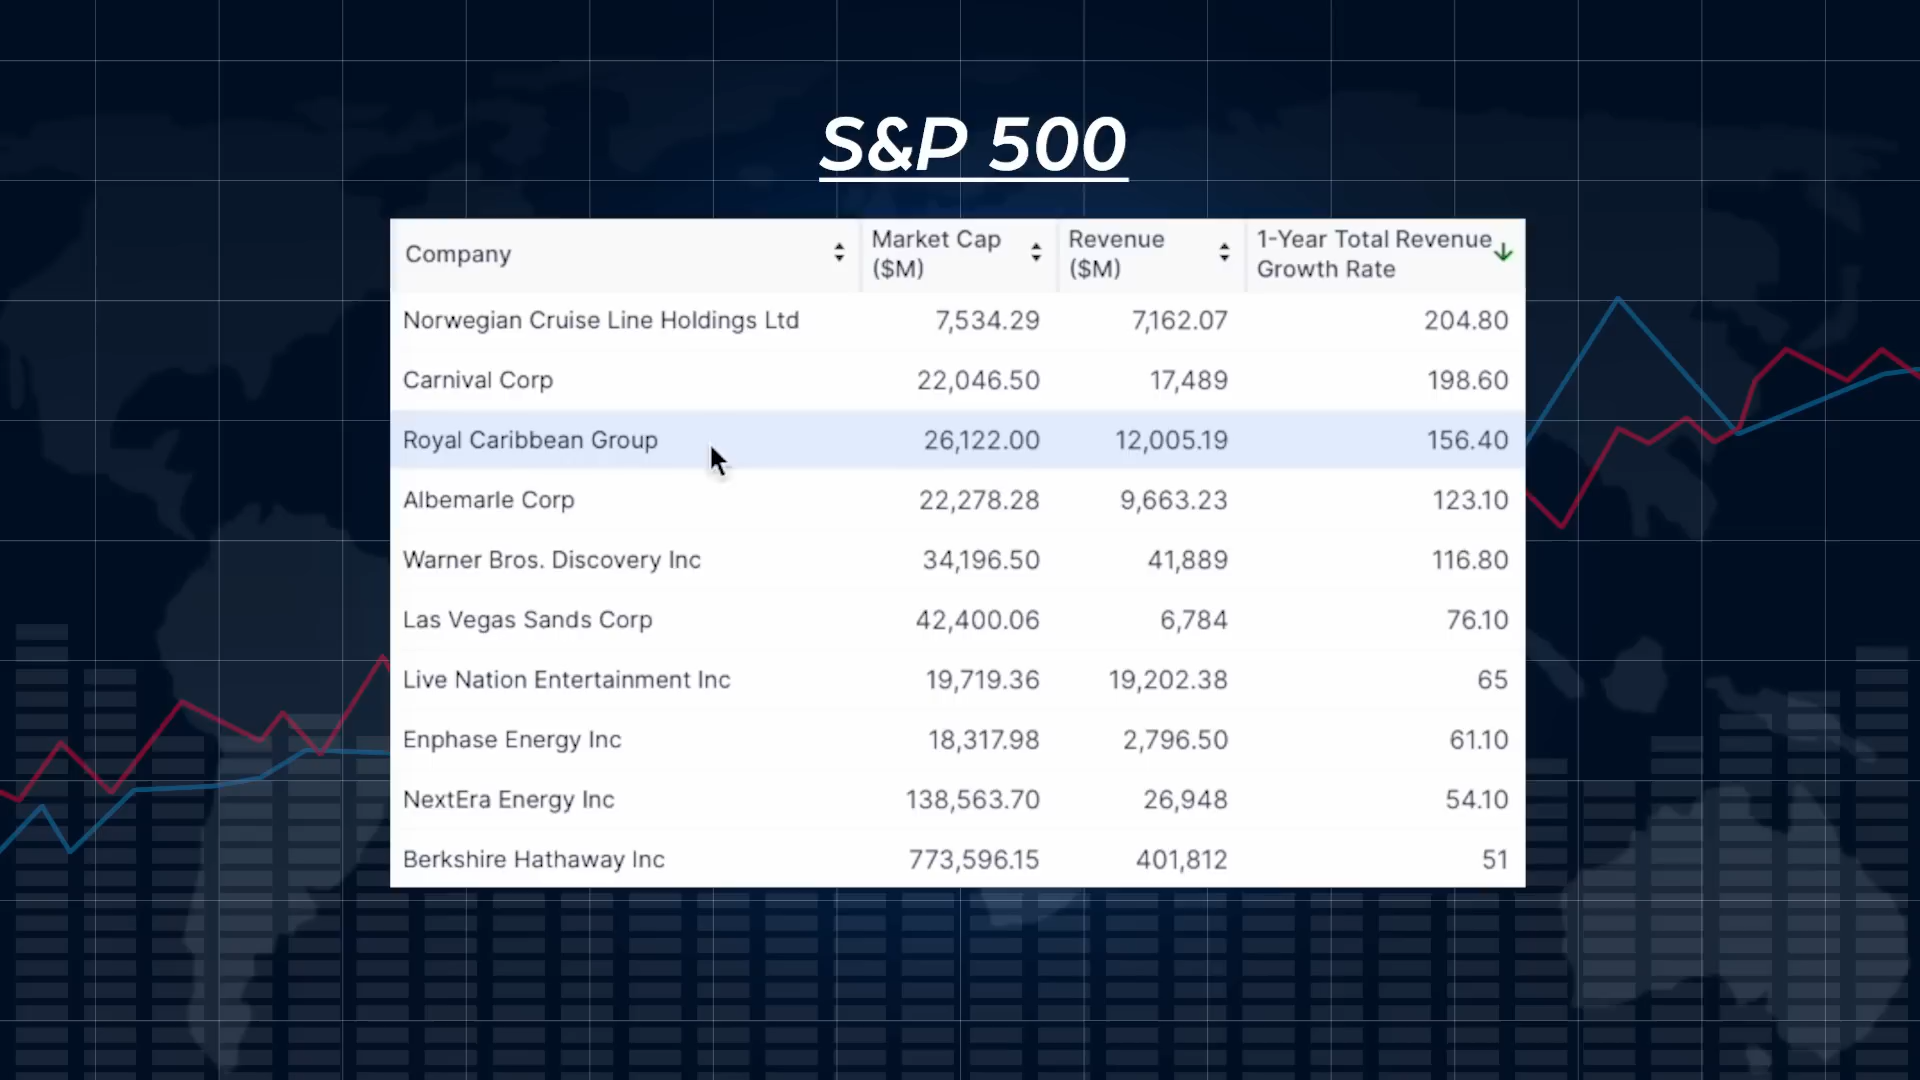 S&P 500
Company Market Cap ($M) Revenue ($M) 1-Year Total Revenue Growth Rate
Norwegian Cruise Line Holdings Ltd 7,534.29 7,162.07 204.80
Carnival Corp 22,046.50 17,489 198.60
Royal Caribbean Group 26,122.00 12,005.19 156.40
Albemarle Corp 22,278.28 9,663.23 123.10
Warner Bros. Discovery Inc 34,196.50 41,889 116.80
Las Vegas Sands Corp 42,400.06 6,784 76.10
Live Nation Entertainment Inc 19,719.36 19,202.38 65
Enphase Energy Inc 18,317.98 2,796.50 61.10
NextEra Energy Inc 138,563.70 26,948 54.10
Berkshire Hathaway Inc 773,596.15 401,812 51